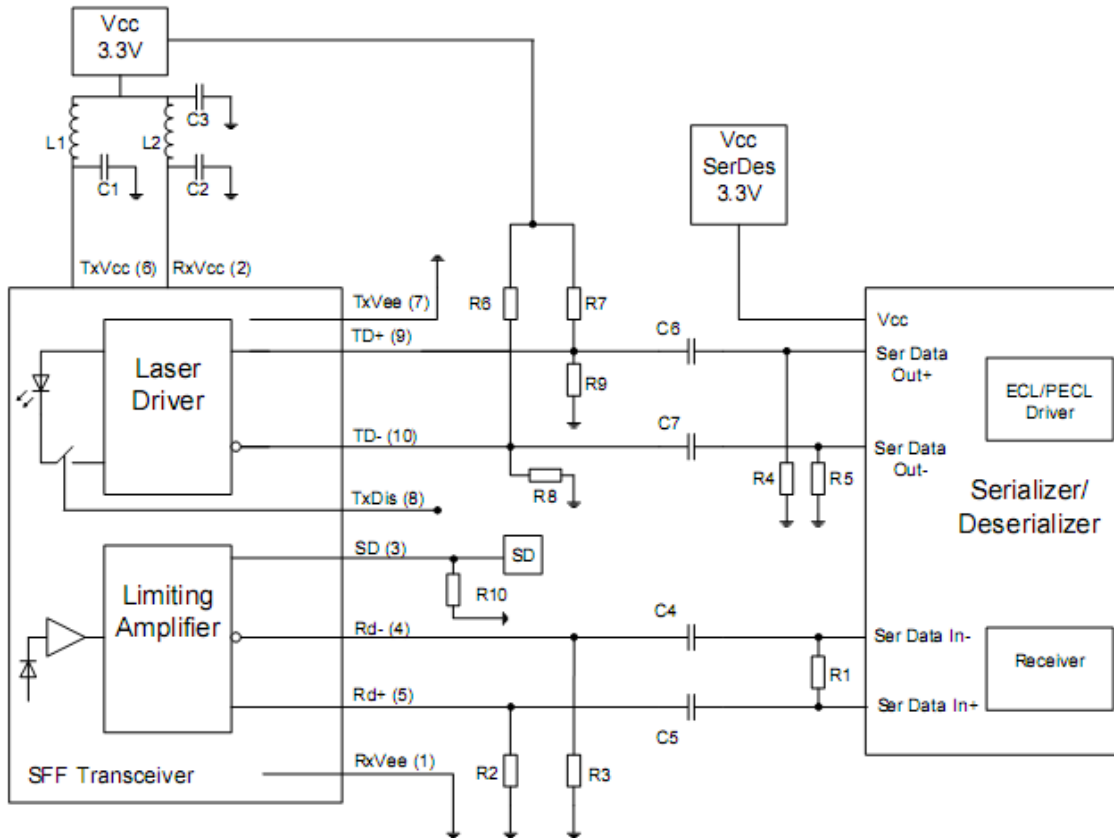 Vcc
3.3V
C3
L1
L2
C1
C2
Vcc
SerDes
3.3V
TxVcc (6)
RxVcc (2)
TxVee (7)
R6
R7
Vcc
C6
TD+ (9)
Ser Data
Out+
Laser
Driver
R9
ECL/PECL
Driver
C7
TD- (10)
Ser Data
Out-
R8
R4
R5
TxDis (8)
Serializer/
Deserializer
SD (3)
SD
R10
Limiting
Amplifier
C4
Rd- (4)
Ser Data In-
R1
Receiver
Rd+ (5)
Ser Data In+
C5
RxVee (1)
R2
R3
SFF Transceiver